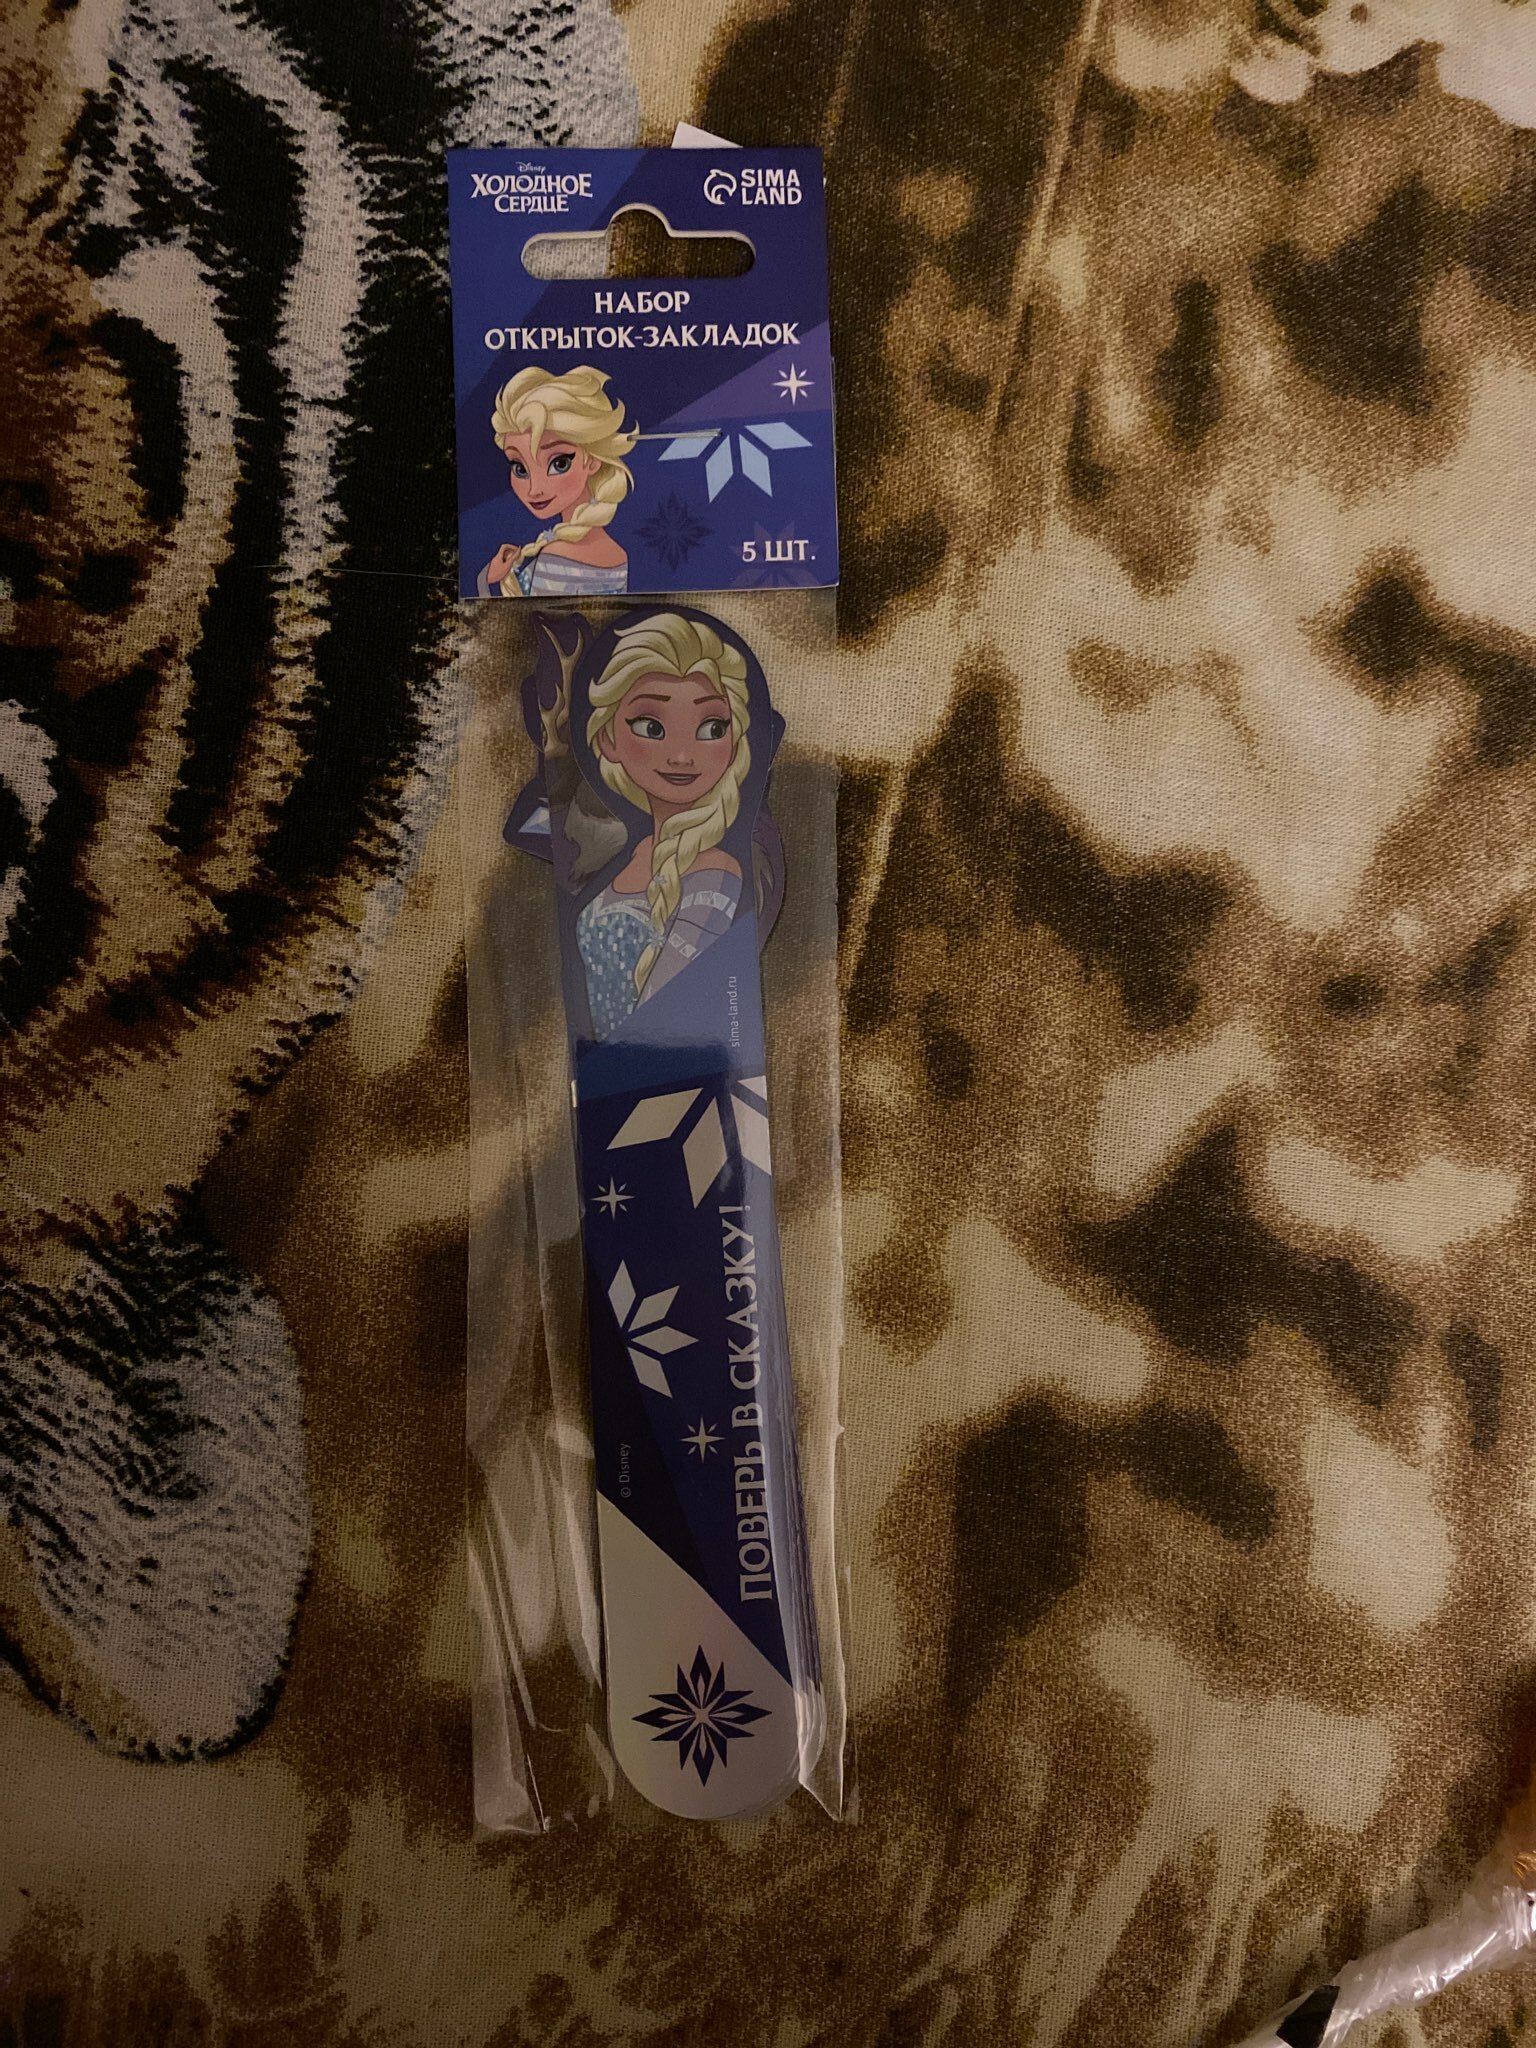 Disney
ХОЛОДНОЕ
СЕРДЦЕ
SIMA
LAND
НАБОР
ОТКРЫТОК-ЗАКЛАДОК
5 ШТ.
sima-land.ru
ПОВЕРЬ В СКАЗКУ!
© Disney